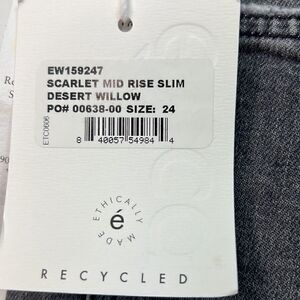 EW159247
SCARLET MID RISE SLIM
DESERT WILLOW
PO# 00638-00 SIZE: 24
ETC0606
8 40057 54984 4
ETHICALLY
é
MADE
RECYCLED